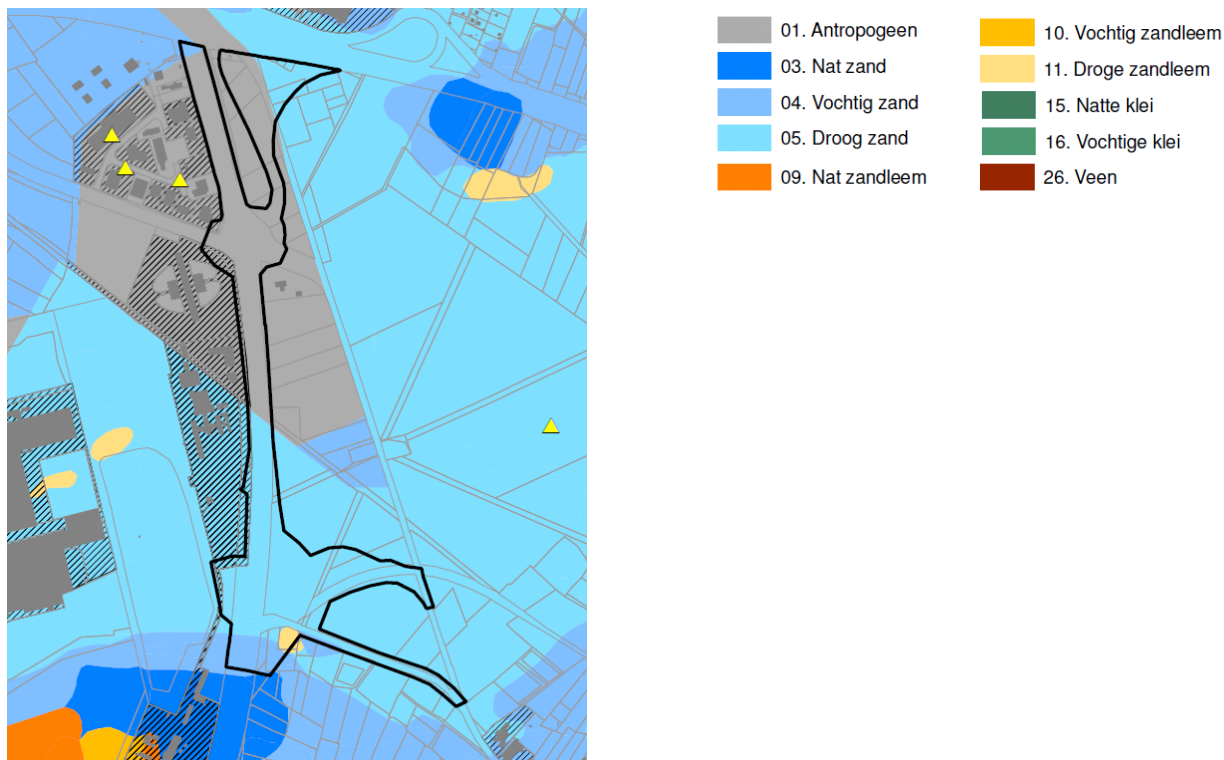 01. Antropogeen
03. Nat zand
04. Vochtig zand
05. Droog zand
09. Nat zandleem
10. Vochtig zandleem
11. Droge zandleem
15. Natte klei
16. Vochtige klei
26. Veen